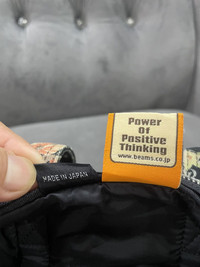 Power
Of
Positive
Thinking
www.beams.co.jp
MADE IN JAPAN